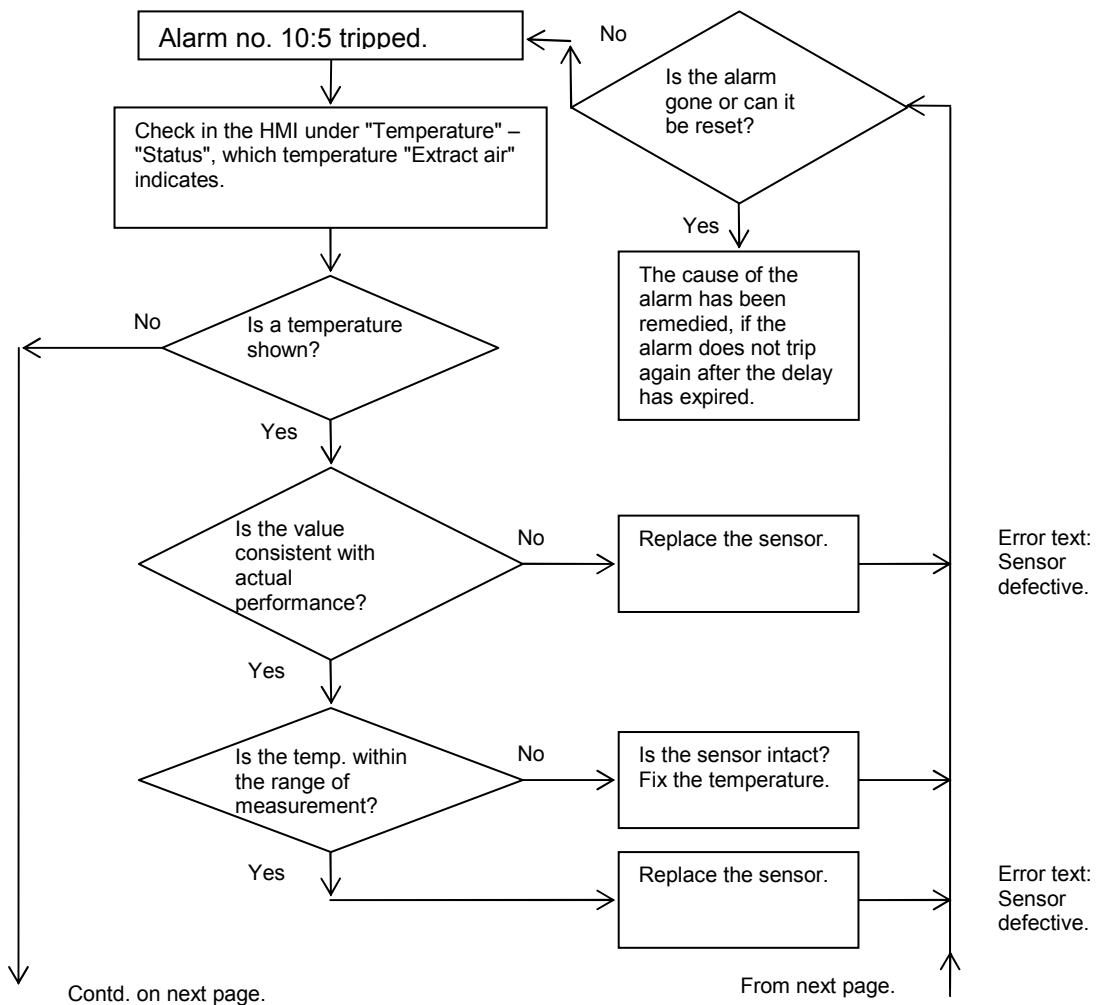 Alarm no. 10:5 tripped.
No
Is the alarm
gone or can it
be reset?
Check in the HMI under "Temperature" –
"Status", which temperature "Extract air"
indicates.
Yes
The cause of the
alarm has been
remedied, if the
alarm does not trip
again after the delay
has expired.
No
Is a temperature
shown?
Yes
Is the value
consistent with
actual
performance?
No
Replace the sensor.
Error text:
Sensor
defective.
Yes
Is the temp. within
the range of
measurement?
No
Is the sensor intact?
Fix the temperature.
Yes
Replace the sensor.
Error text:
Sensor
defective.
Contd. on next page.
From next page.